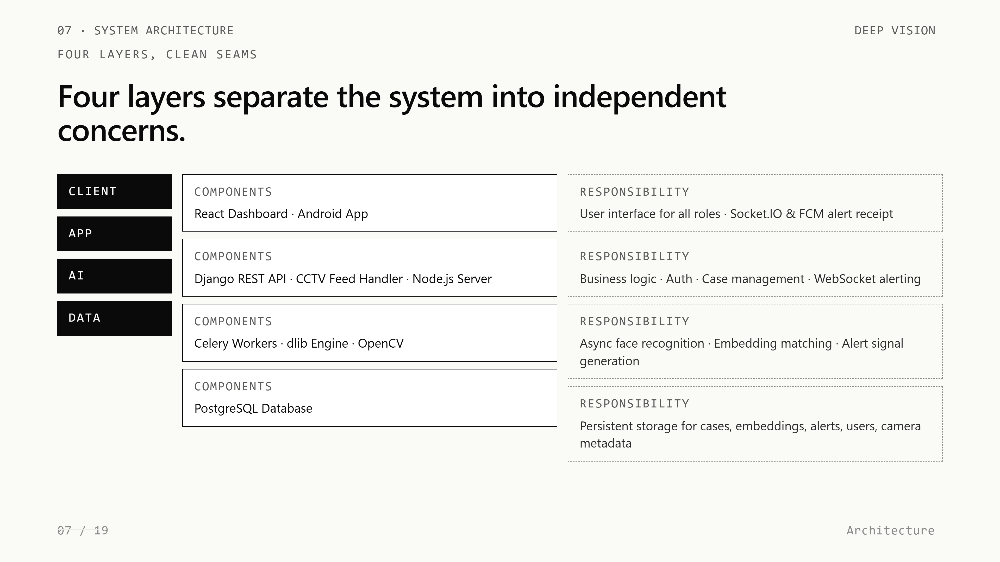 07 · SYSTEM ARCHITECTURE
DEEP VISION
FOUR LAYERS, CLEAN SEAMS
Four layers separate the system into independent
concerns.
CLIENT
APP
AI
DATA
COMPONENTS
React Dashboard · Android App
COMPONENTS
Django REST API · CCTV Feed Handler · Node.js Server
COMPONENTS
Celery Workers · dlib Engine · OpenCV
COMPONENTS
PostgreSQL Database
RESPONSIBILITY
User interface for all roles · Socket.IO & FCM alert receipt
RESPONSIBILITY
Business logic · Auth · Case management · WebSocket alerting
RESPONSIBILITY
Async face recognition · Embedding matching · Alert signal
generation
RESPONSIBILITY
Persistent storage for cases, embeddings, alerts, users, camera
metadata
07 / 19
Architecture